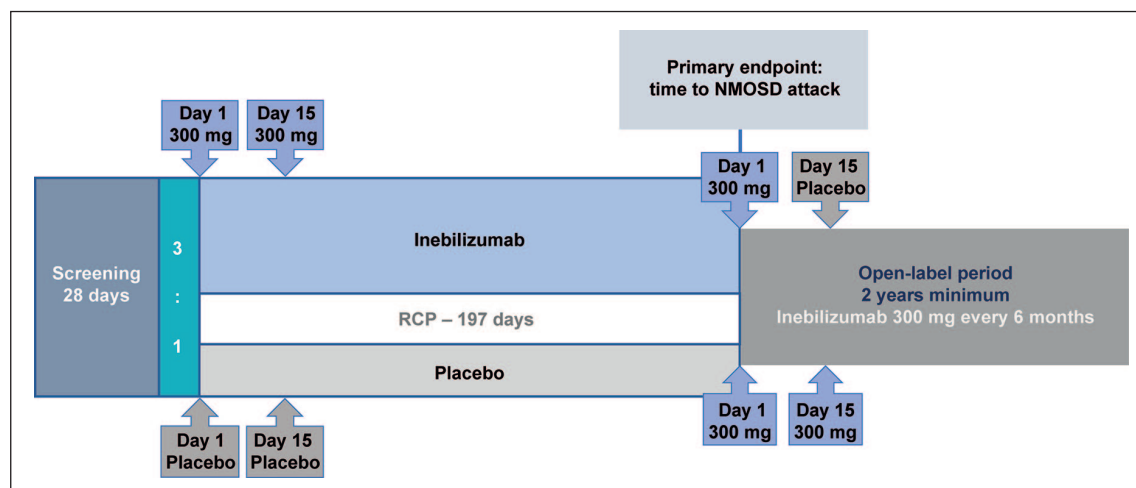 Primary endpoint:
time to NMOSD attack
Day 1
300 mg
Day 15
300 mg
Day 1
300 mg
Day 15
Placebo
Screening
28 days
3
:
1
Inebilizumab
RCP – 197 days
Placebo
Open-label period
2 years minimum
Inebilizumab 300 mg every 6 months
Day 1
Placebo
Day 15
Placebo
Day 1
300 mg
Day 15
300 mg